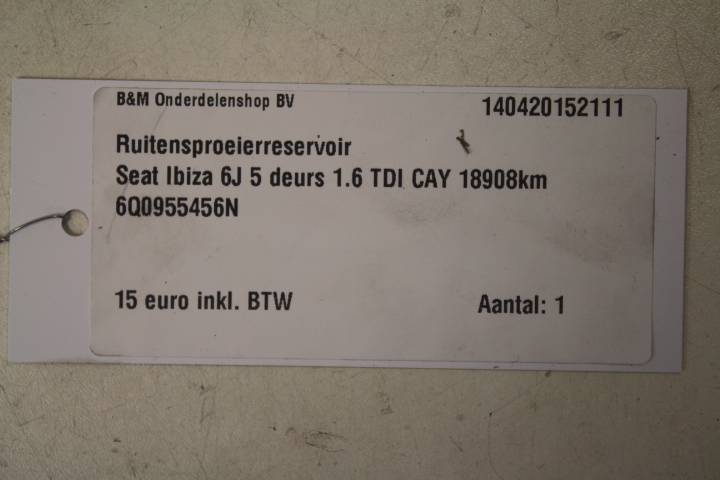 B&M Onderdelenshop BV 140420152111
Ruitensproeierreservoir
Seat Ibiza 6J 5 deurs 1.6 TDI CAY 18908km
6Q0955456N
15 euro inkl. BTW Aantal: 1